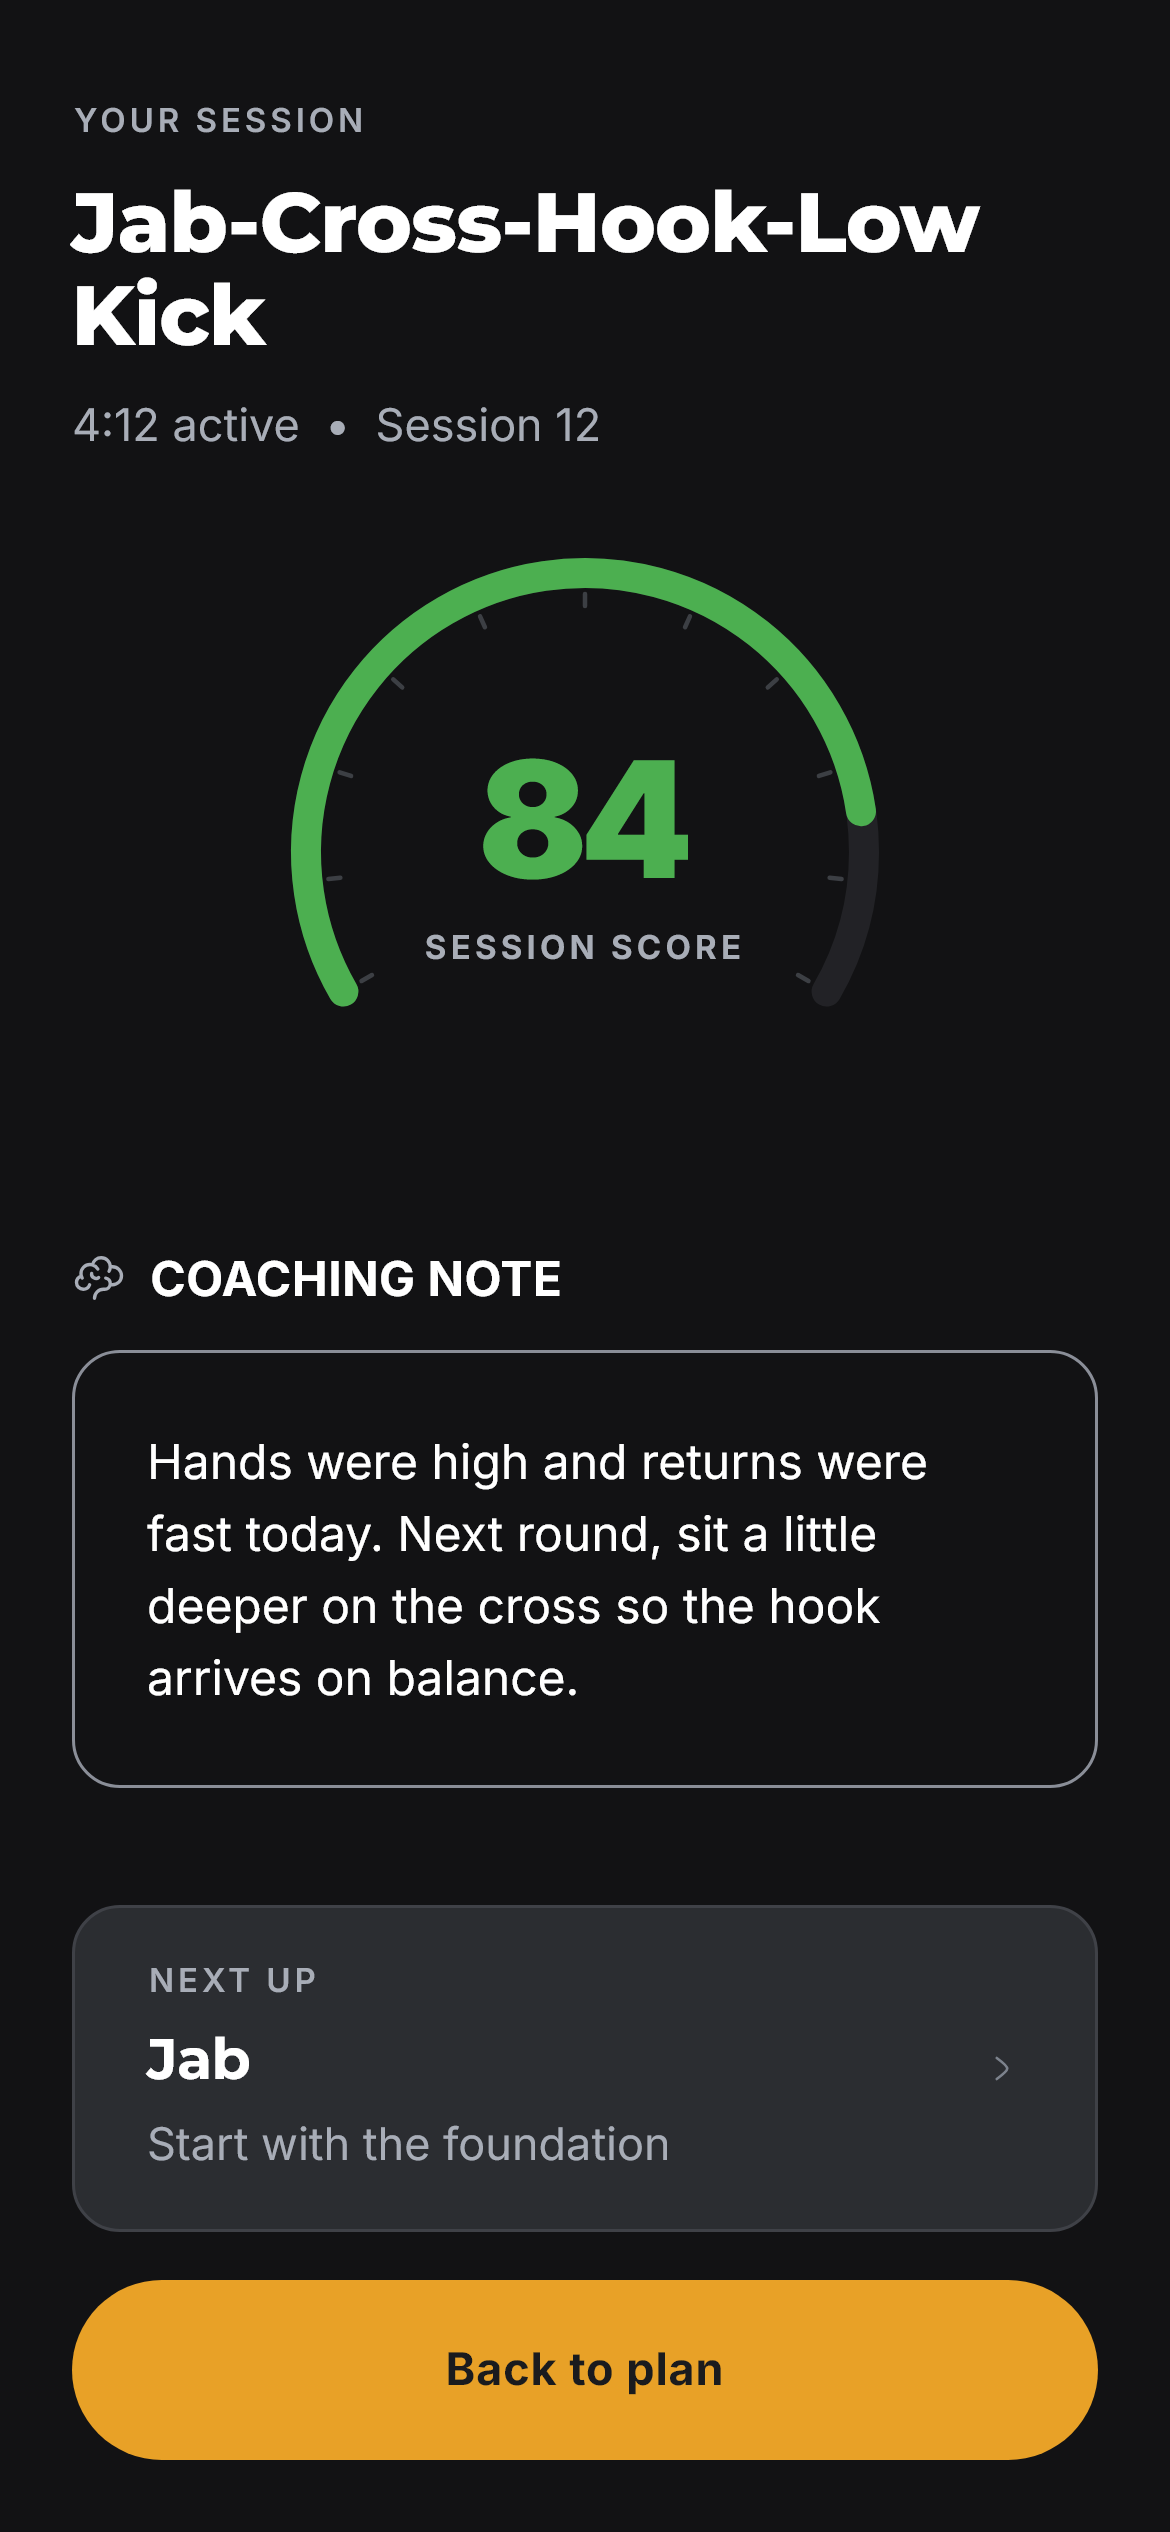 YOUR SESSION
Jab-Cross-Hook-Low
Kick
4:12 active • Session 12
84
SESSION SCORE
COACHING NOTE
Hands were high and returns were
fast today. Next round, sit a little
deeper on the cross so the hook
arrives on balance.
NEXT UP
Jab
Start with the foundation
Back to plan